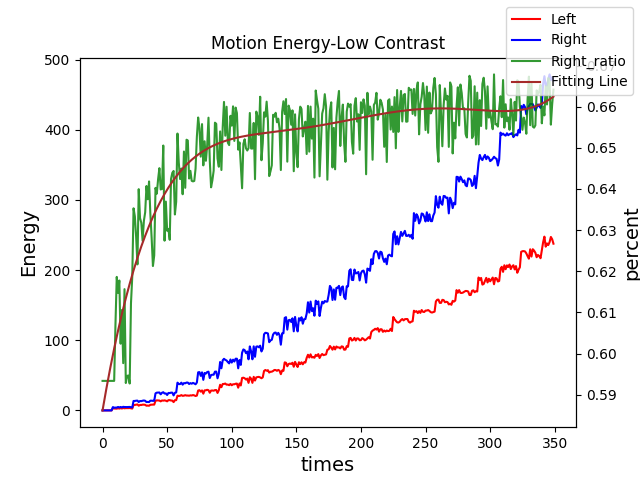 Motion Energy-Low Contrast
Left
Right
Right_ratio
Fitting Line
Energy
500
400
300
200
100
0
0.67
0.66
0.65
0.64
0.63
0.62
0.61
0.60
0.59
percent
0
50
100
150
200
250
300
350
times